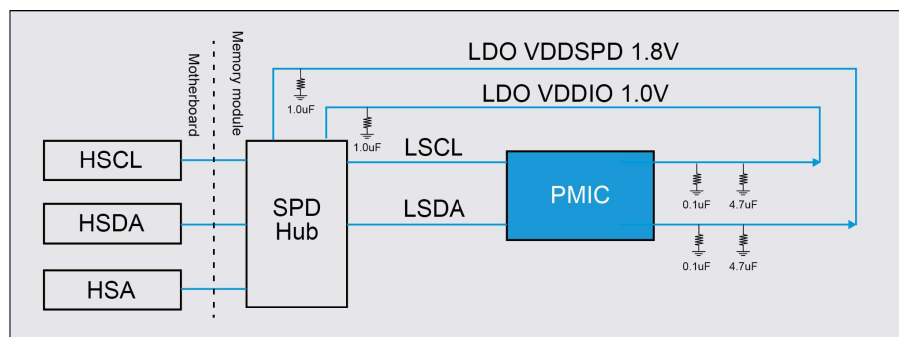 LDO VDDSPD 1.8V
1.0uF
LDO VDDIO 1.0V
1.0uF
Motherboard
Memory module
HSCL
HSDA
HSA
SPD
Hub
LSCL
LSDA
PMIC
0.1uF
4.7uF
0.1uF
4.7uF